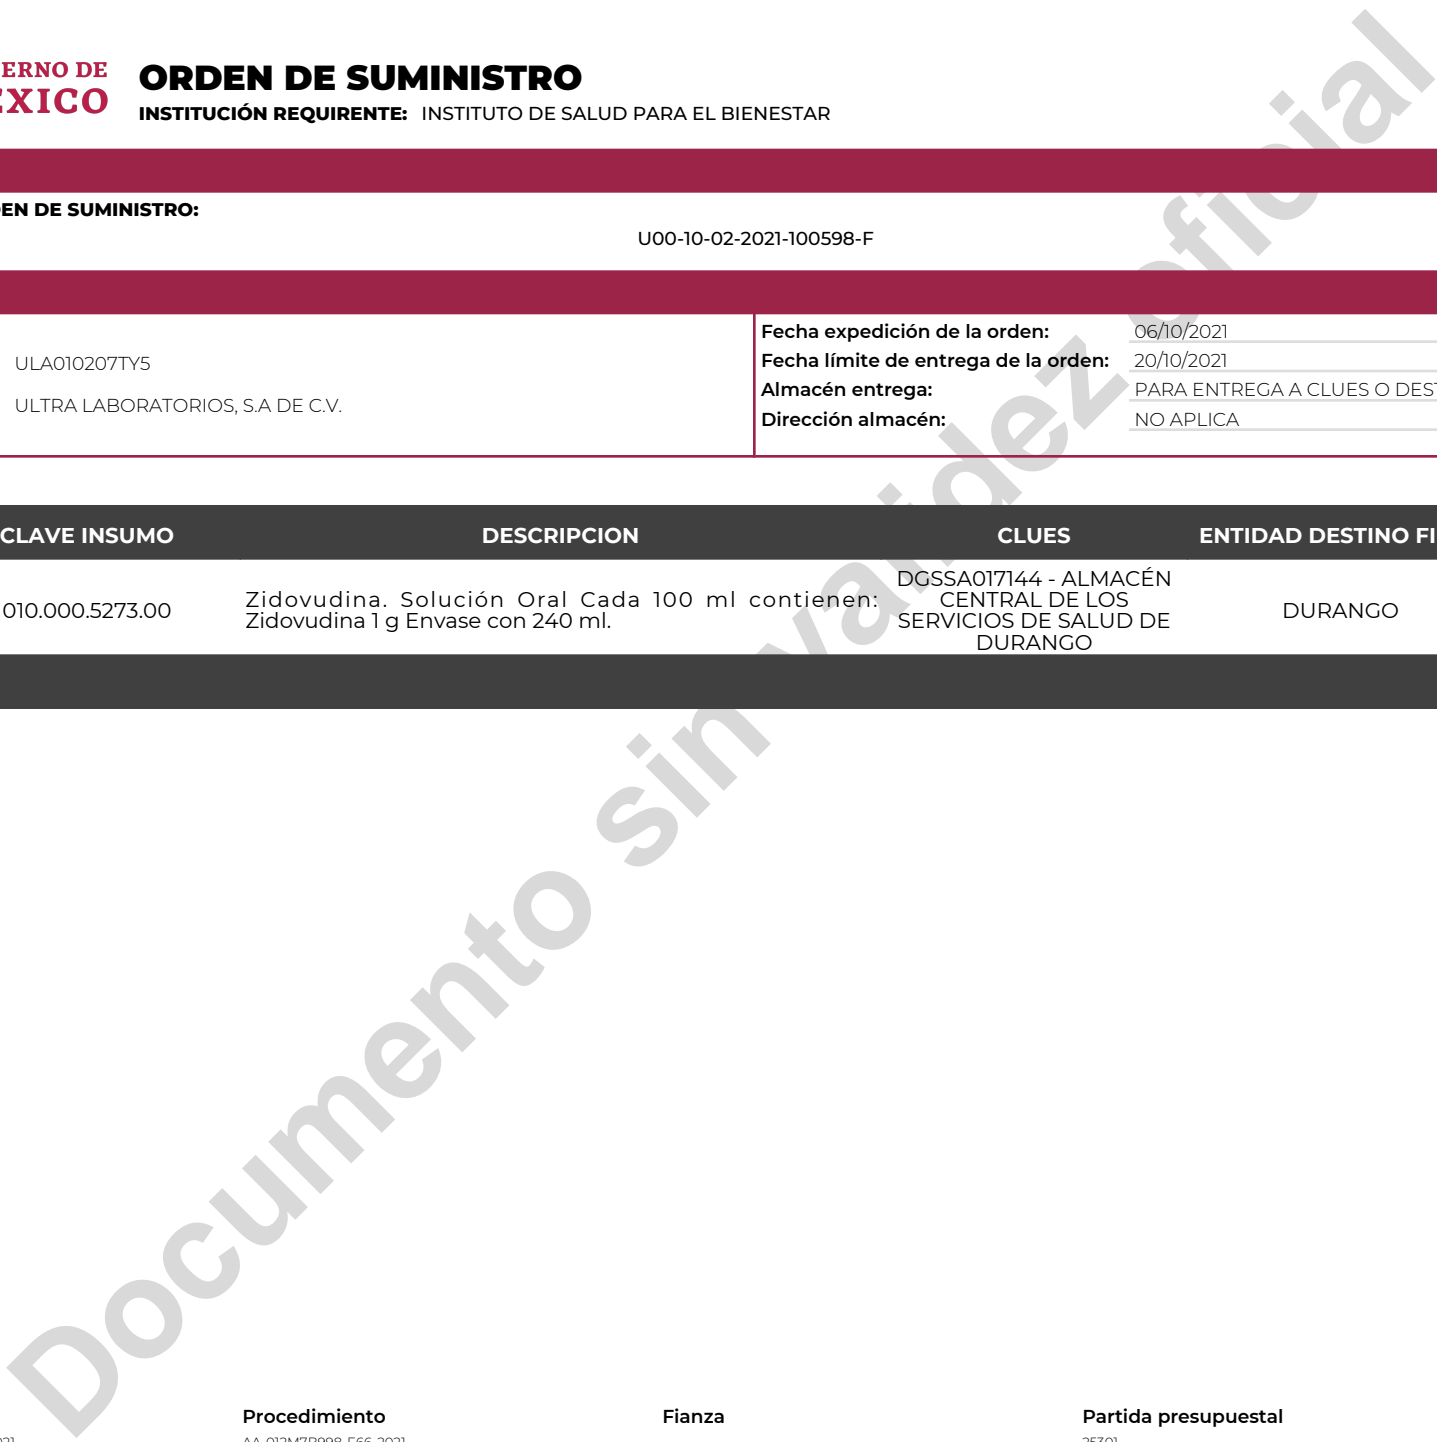 ERNO DE
ÉXICO
ORDEN DE SUMINISTRO
INSTITUCIÓN REQUIRENTE: INSTITUTO DE SALUD PARA EL BIENESTAR
EN DE SUMINISTRO:
U00-10-02-2021-100598-F
ULA010207TY5
ULTRA LABORATORIOS, S.A DE C.V.
Fecha expedición de la orden: 06/10/2021
Fecha límite de entrega de la orden: 20/10/2021
Almacén entrega: PARA ENTREGA A CLUES O DEST
Dirección almacén: NO APLICA
CLAVE INSUMO DESCRIPCION CLUES ENTIDAD DESTINO FI
010.000.5273.00
Zidovudina. Solución Oral Cada 100 ml contienen:
Zidovudina 1 g Envase con 240 ml.
DGSSA017144 - ALMACÉN
CENTRAL DE LOS
SERVICIOS DE SALUD DE
DURANGO
DURANGO
Documento sin validez oficial
Procedimiento Fianza Partida presupuestal